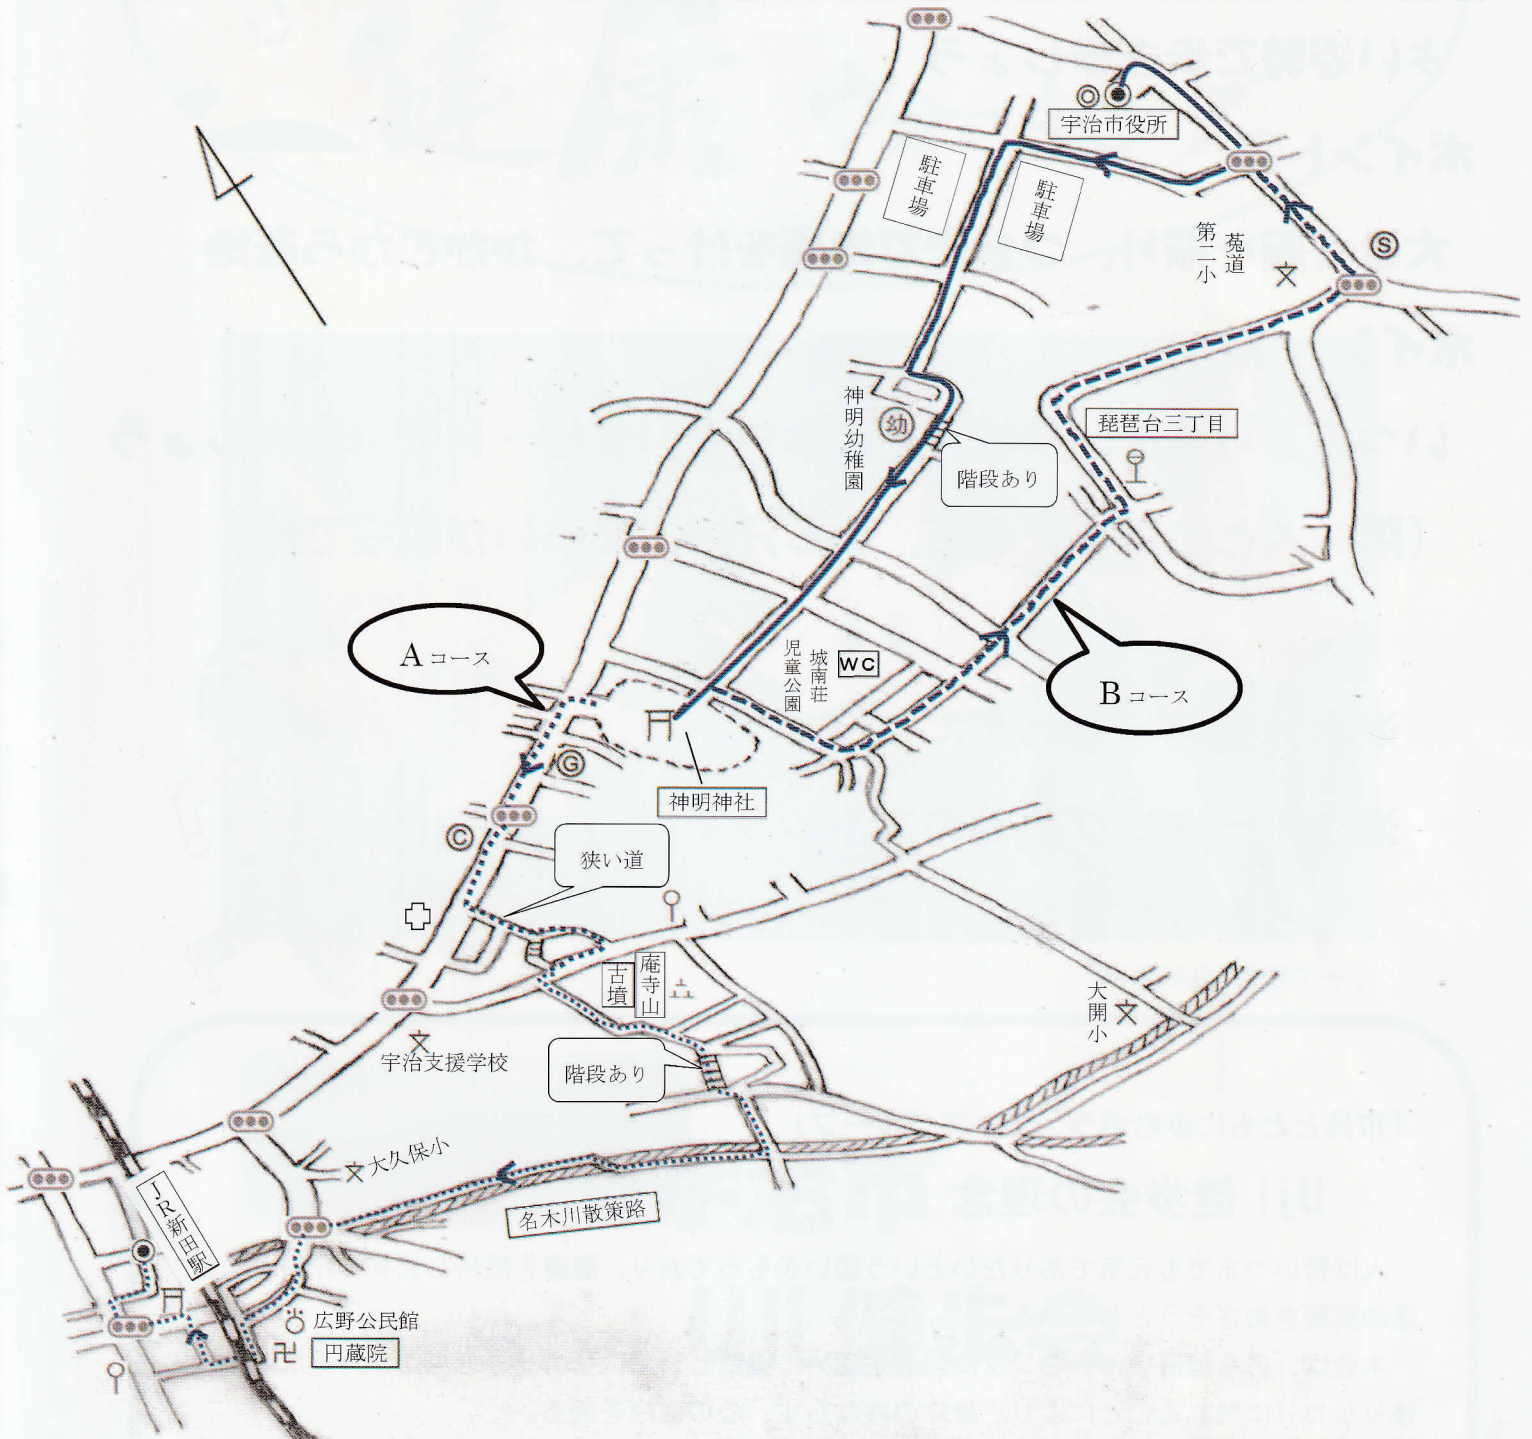 宇治市役所
駐車場
駐車場
菟道
第二小
S
神明幼稚園
幼
琵琶台三丁目
階段あり
Aコース
城南荘
児童公園
WC
Bコース
G
神明神社
C
狭い道
庵寺山
古墳
大開小
宇治支援学校
階段あり
大久保小
名木川散策路
JR新田駅
広野公民館
円蔵院